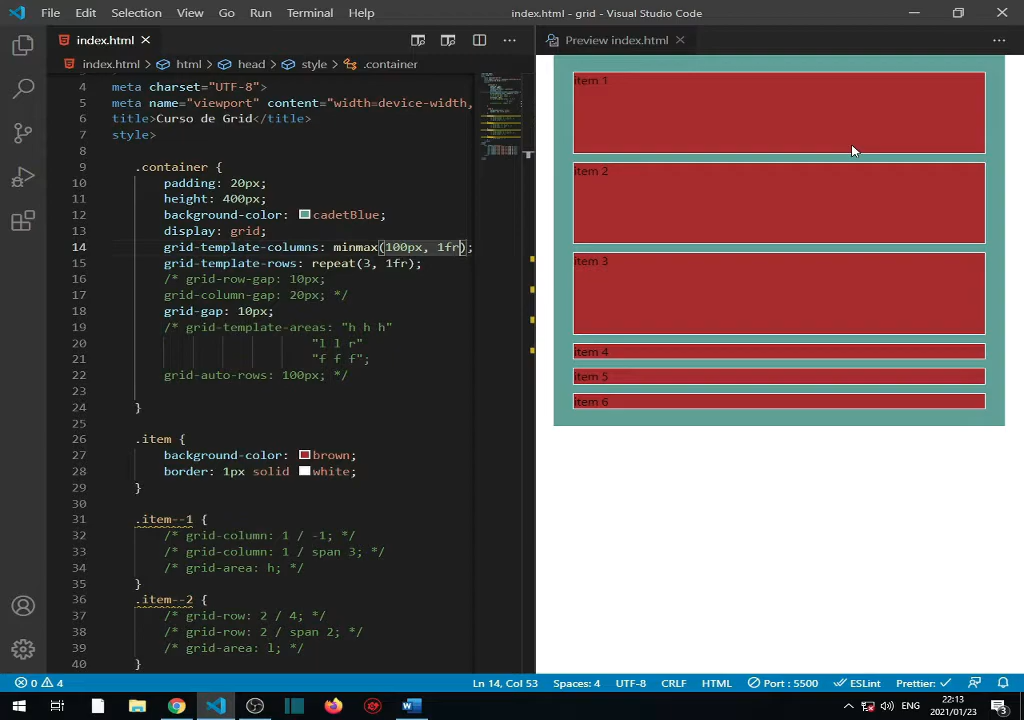 File Edit Selection View Go Run Terminal Help index.html - grid - Visual Studio Code
index.html
Preview index.html
index.html > html > head > style > .container
4 meta charset="UTF-8">
5 meta name="viewport" content="width=device-width,
6 title>Curso de Grid</title>
7 style>
8
9 .container {
10 padding: 20px;
11 height: 400px;
12 background-color: cadetBlue;
13 display: grid;
14 grid-template-columns: minmax(100px, 1fr);
15 grid-template-rows: repeat(3, 1fr);
16 /* grid-row-gap: 10px;
17 grid-column-gap: 20px; */
18 grid-gap: 10px;
19 /* grid-template-areas: "h h h"
20 "l l r"
21 "f f f";
22 grid-auto-rows: 100px; */
23
24 }
25
26 .item {
27 background-color: brown;
28 border: 1px solid white;
29 }
30
31 .item--1 {
32 /* grid-column: 1 / -1; */
33 /* grid-column: 1 / span 3; */
34 /* grid-area: h; */
35 }
36 .item--2 {
37 /* grid-row: 2 / 4; */
38 /* grid-row: 2 / span 2; */
39 /* grid-area: l; */
40 }
item 1
item 2
item 3
item 4
item 5
item 6
0 4 Ln 14, Col 53 Spaces: 4 UTF-8 CRLF HTML Port : 5500 ESLint Prettier:
ENG
22:13
2021/01/23
3